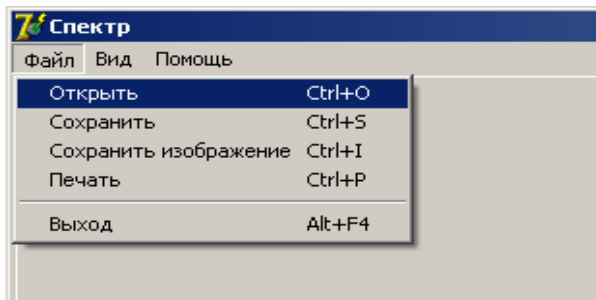 Спектр
Файл Вид Помощь
Открыть Ctrl+O
Сохранить Ctrl+S
Сохранить изображение Ctrl+I
Печать Ctrl+P
Выход Alt+F4